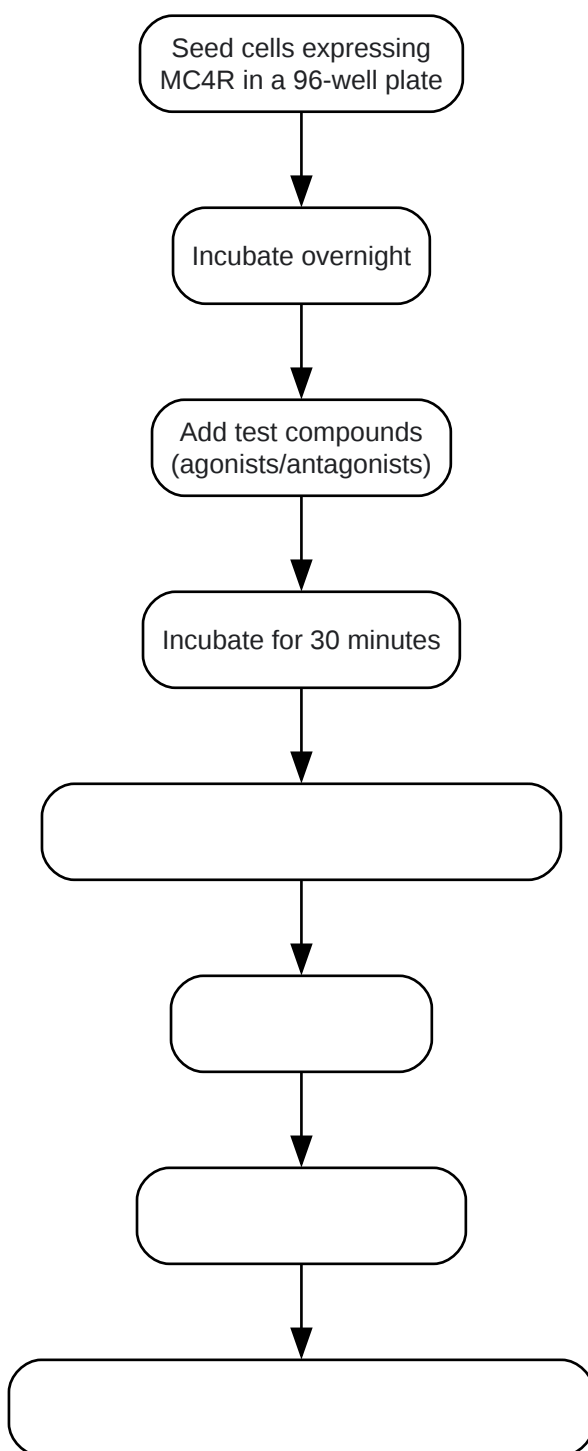 Seed cells expressing
MC4R in a 96-well plate
Incubate overnight
Add test compounds
(agonists/antagonists)
Incubate for 30 minutes